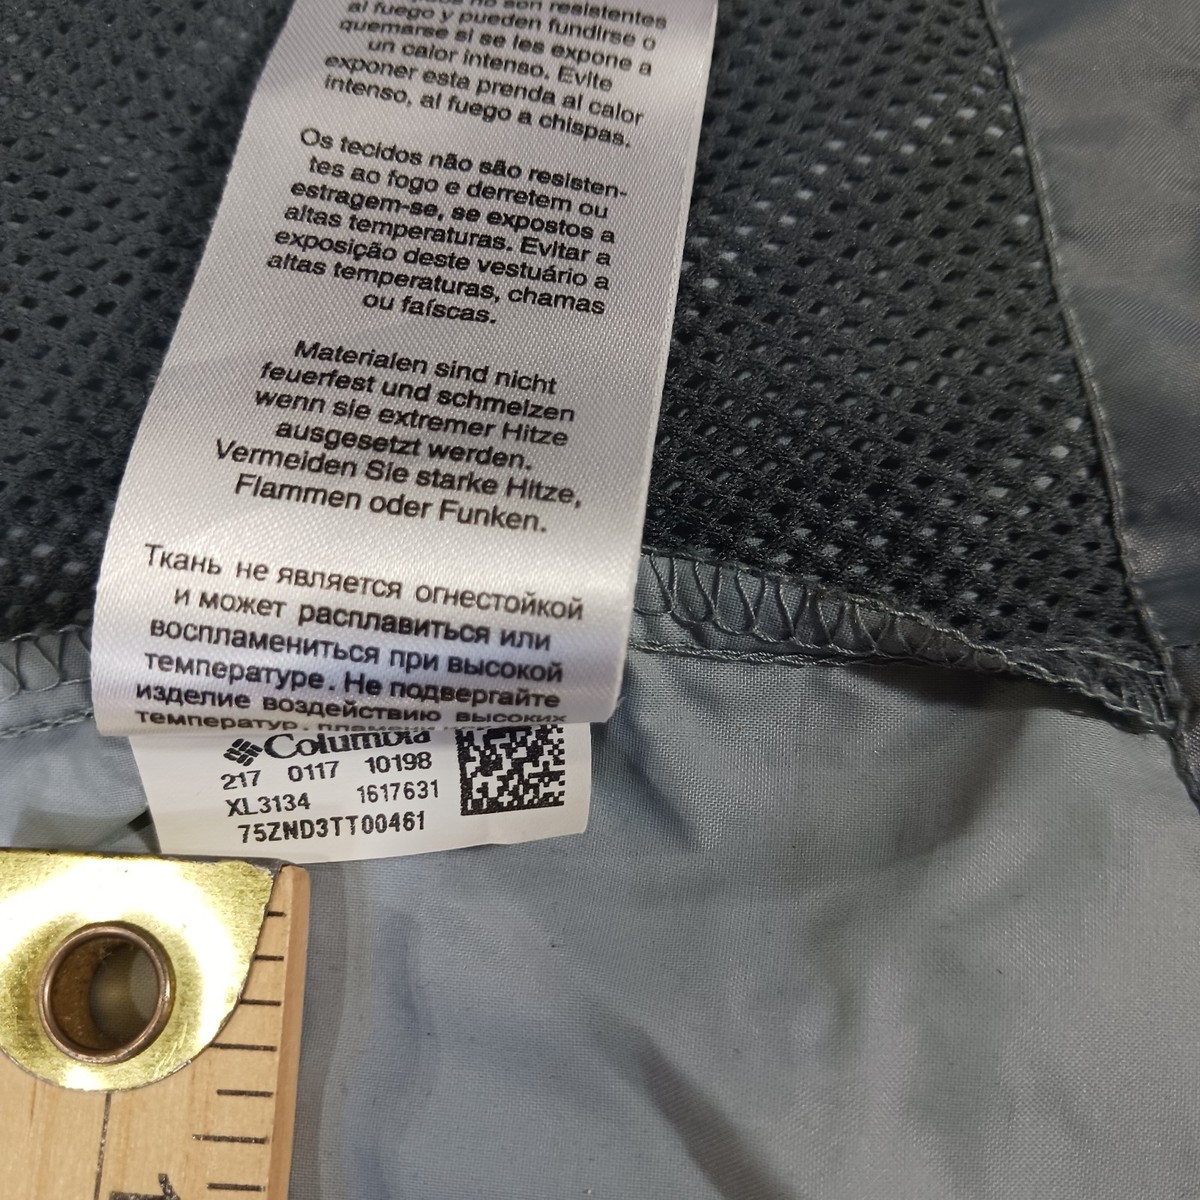 no son resistentes
al fuego y pueden fundirse o
quemarse si se les expone a
un calor intenso. Evite
exponer esta prenda al calor
intenso, al fuego a chispas.
Os tecidos não são resisten-
tes ao fogo e derretem ou
estragem-se, se expostos a
altas temperaturas. Evitar a
exposição deste vestuário a
altas temperaturas, chamas
ou faíscas.
Materialen sind nicht
feuerfest und schmelzen
wenn sie extremer Hitze
ausgesetzt werden.
Vermeiden Sie starke Hitze,
Flammen oder Funken.
Ткань не является огнестойкой
и может расплавиться или
воспламениться при высокой
температуре. Не подвергайте
изделие воздействию высоких
Columbia
217 0117 10198
XL3134 1617631
75ZND3TT00461
1